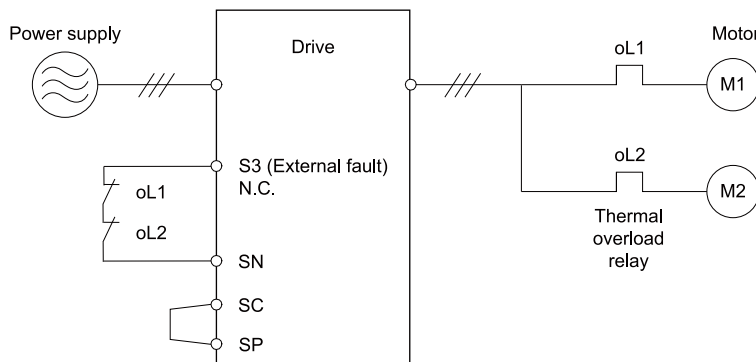 Power supply
Drive
oL1
Motor
M1
S3 (External fault)
N.C.
oL1
oL2
oL2
M2
Thermal
overload
relay
SN
SC
SP